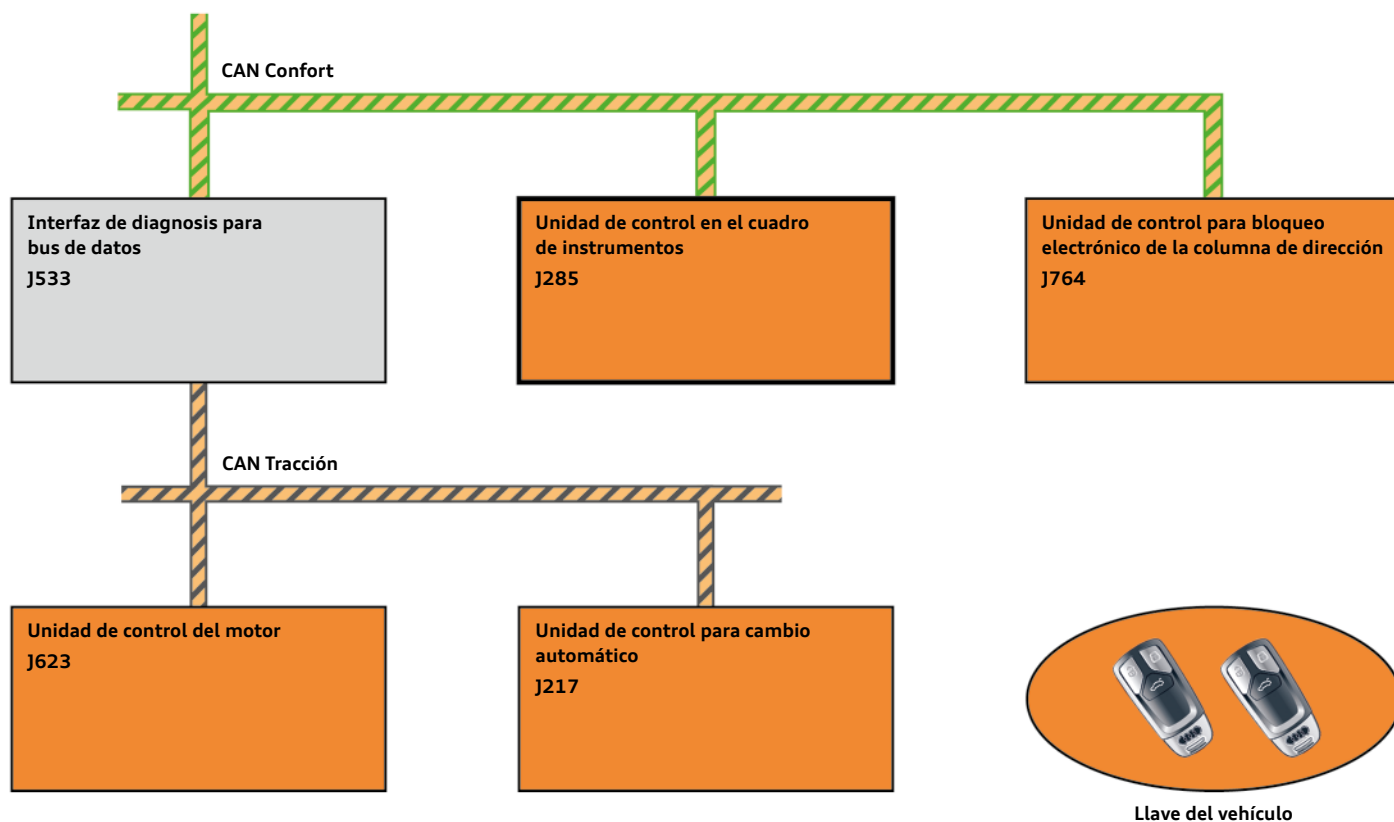 CAN Confort
Interfaz de diagnosis para
bus de datos
J533
Unidad de control en el cuadro
de instrumentos
J285
Unidad de control para bloqueo
electrónico de la columna de dirección
J764
CAN Tracción
Unidad de control del motor
J623
Unidad de control para cambio
automático
J217
Llave del vehículo